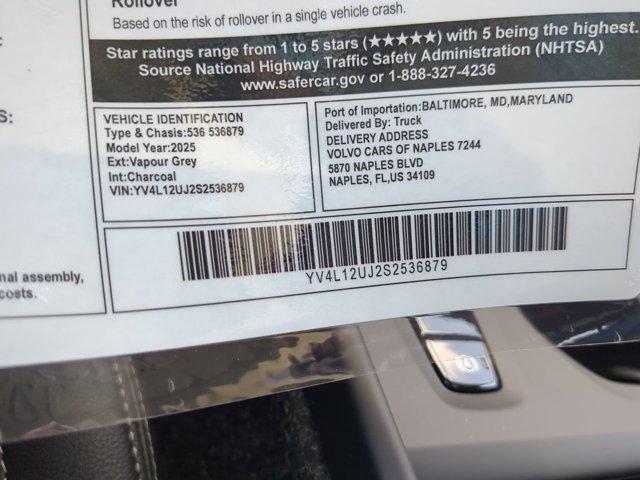 Rollover
Based on the risk of rollover in a single vehicle crash.
Star ratings range from 1 to 5 stars (★★★★★) with 5 being the highest.
Source National Highway Traffic Safety Administration (NHTSA)
www.safercar.gov or 1-888-327-4236
S:
VEHICLE IDENTIFICATION
Type & Chasis:536 536879
Model Year:2025
Ext:Vapour Grey
Int:Charcoal
VIN:YV4L12UJ2S2536879
Port of Importation:BALTIMORE, MD,MARYLAND
Delivered By: Truck
DELIVERY ADDRESS
VOLVO CARS OF NAPLES 7244
5870 NAPLES BLVD
NAPLES, FL,US 34109
YV4L12UJ2S2536879
nal assembly,
costs.